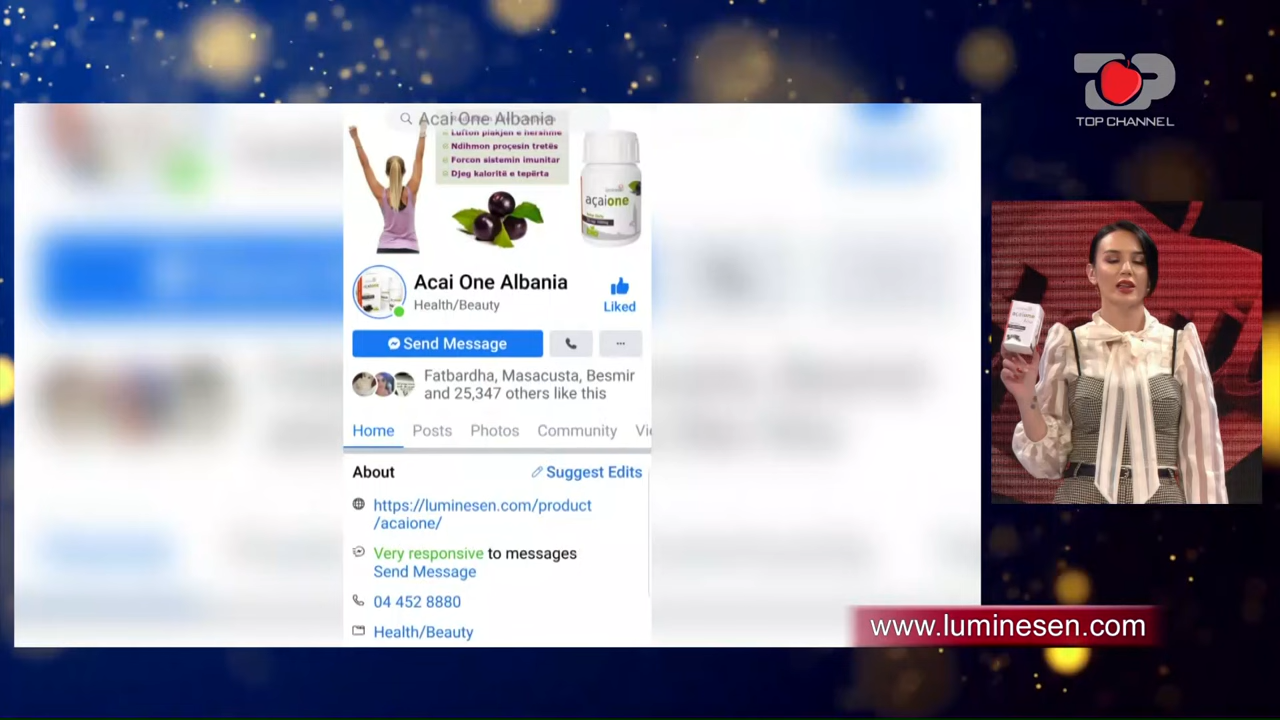 TOP CHANNEL
Acai One Albania
Lufton plakjen e hershme
Ndihmon proçesin tretës
Forcon sistemin imunitar
Djeg kaloritë e tepërta
açaione
Acai One Albania
Health/Beauty
Liked
Send Message
Fatbardha, Masacusta, Besmir
and 25,347 others like this
Home Posts Photos Community
About Suggest Edits
https://luminesen.com/product
/acaione/
Very responsive to messages
Send Message
04 452 8880
Health/Beauty
www.luminesen.com